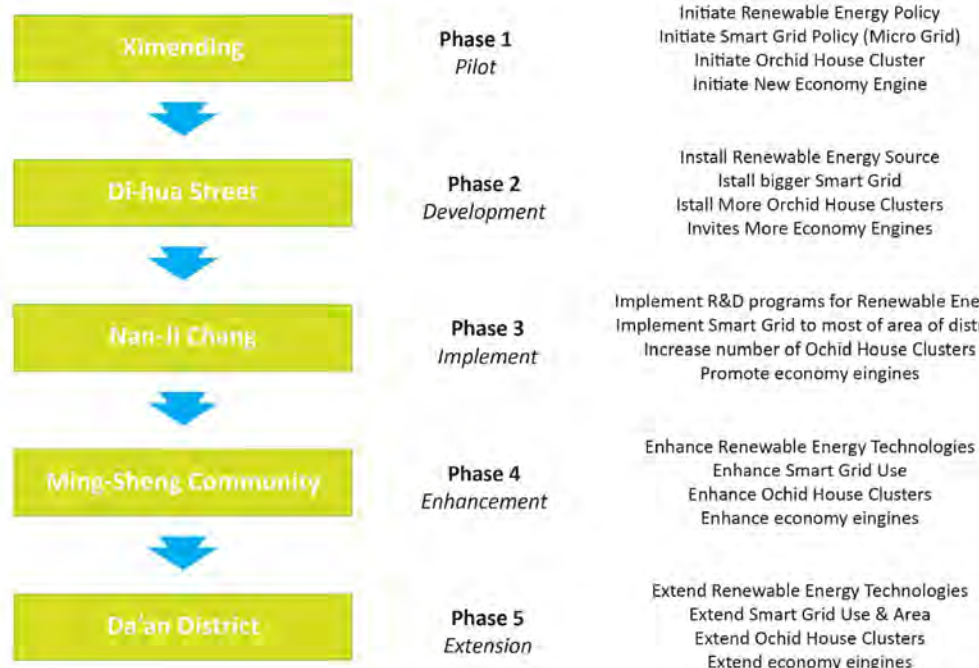 Ximending
Phase 1
Pilot
Initiate Renewable Energy Policy
Initiate Smart Grid Policy (Micro Grid)
Initiate Orchid House Cluster
Initiate New Economy Engine
Di-hua Street
Phase 2
Development
Install Renewable Energy Source
Istall bigger Smart Grid
Istall More Orchid House Clusters
Invites More Economy Engines
Nan-Ji Chang
Phase 3
Implement
Implement R&D programs for Renewable Ene
Implement Smart Grid to most of area of dist
Increase number of Ochid House Clusters
Promote economy eingines
Ming-Sheng Community
Phase 4
Enhancement
Enhance Renewable Energy Technologies
Enhance Smart Grid Use
Enhance Ochid House Clusters
Enhance economy eingines
Da'an District
Phase 5
Extension
Extend Renewable Energy Technologies
Extend Smart Grid Use & Area
Extend Ochid House Clusters
Extend economy eingines